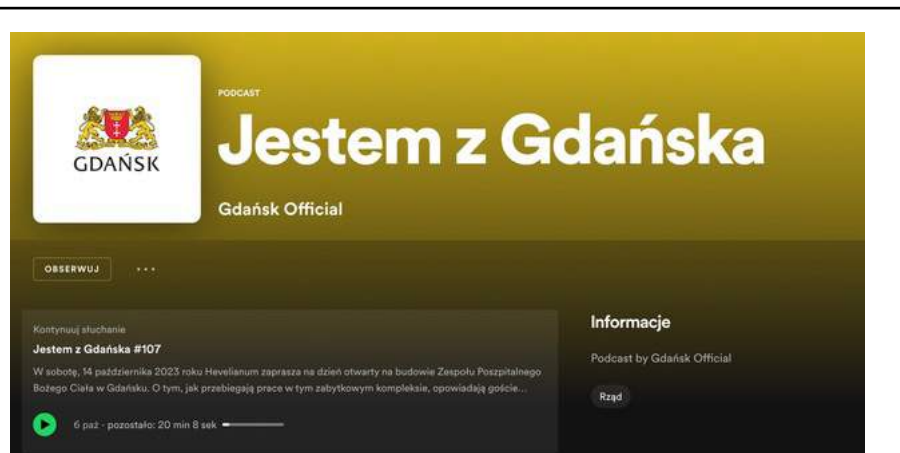 GDAŃSK
PODCAST
Jestem z Gdańska
Gdańsk Official
OBSERWUJ
Kontynuuj słuchanie
Jestem z Gdańska #107
W sobotę, 14 października 2023 roku Hevelianum zaprasza na dzień otwarty na budowie Zespołu Poszpitalnego
Bożego Ciała w Gdańsku. O tym, jak przebiegają prace w tym zabytkowym kompleksie, opowiadają goście...
6 paź · pozostało: 20 min 8 sek
Informacje
Podcast by Gdańsk Official
Rząd